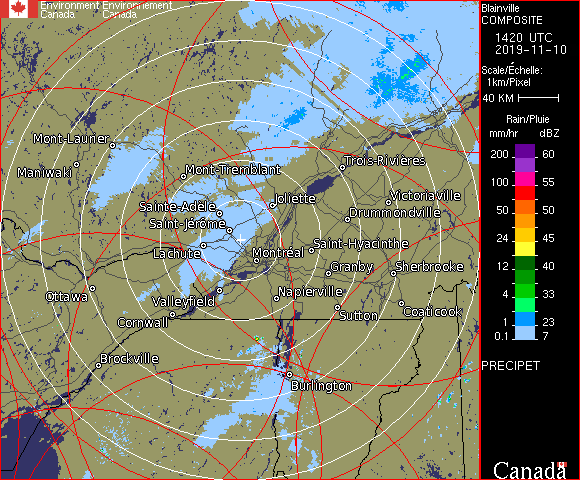 Environment Environnement
Canada Canada
Blainville
COMPOSITE
1420 UTC
2019-11-10
Scale/Échelle:
1km/Pixel
40 KM
Rain/Pluie
mm/hr dBZ
200 60
100 55
50 50
24 45
12 40
4 33
1 23
0.1 7
PRECIPET
Canada
Mont-Laurier
Maniwaki
Mont-Tremblant
Trois-Rivières
Joliette
Victoriaville
Sainte-Adèle
Drummondville
Saint-Jérôme
Saint-Hyacinthe
Lachute
Montréal
Granby
Sherbrooke
Ottawa
Valleyfield
Napierville
Cornwall
Sutton
Coaticook
Brockville
Burlington